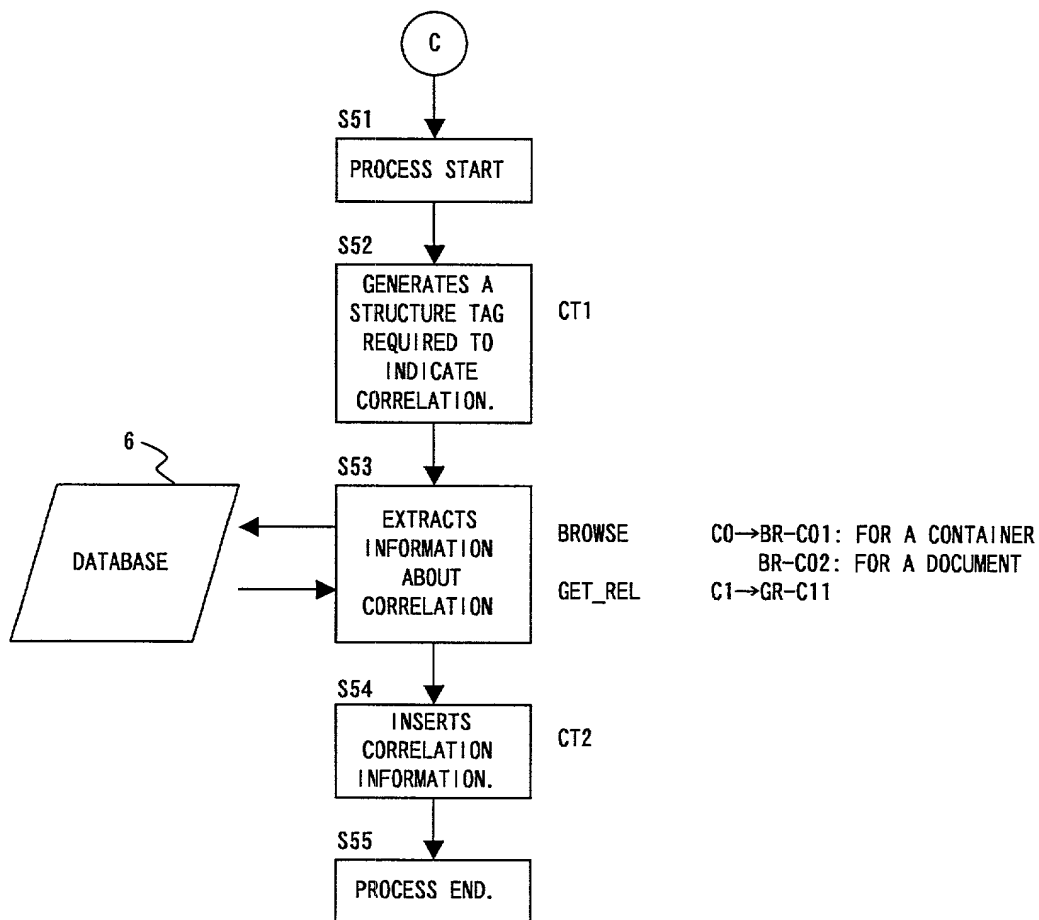 C
S51
PROCESS START
S52
GENERATES A
STRUCTURE TAG
REQUIRED TO
INDICATE
CORRELATION.
CT1
6
DATABASE
S53
EXTRACTS
INFORMATION
ABOUT
CORRELATION
BROWSE C0→BR-C01: FOR A CONTAINER
BR-C02: FOR A DOCUMENT
GET_REL C1→GR-C11
S54
INSERTS
CORRELATION
INFORMATION.
CT2
S55
PROCESS END.